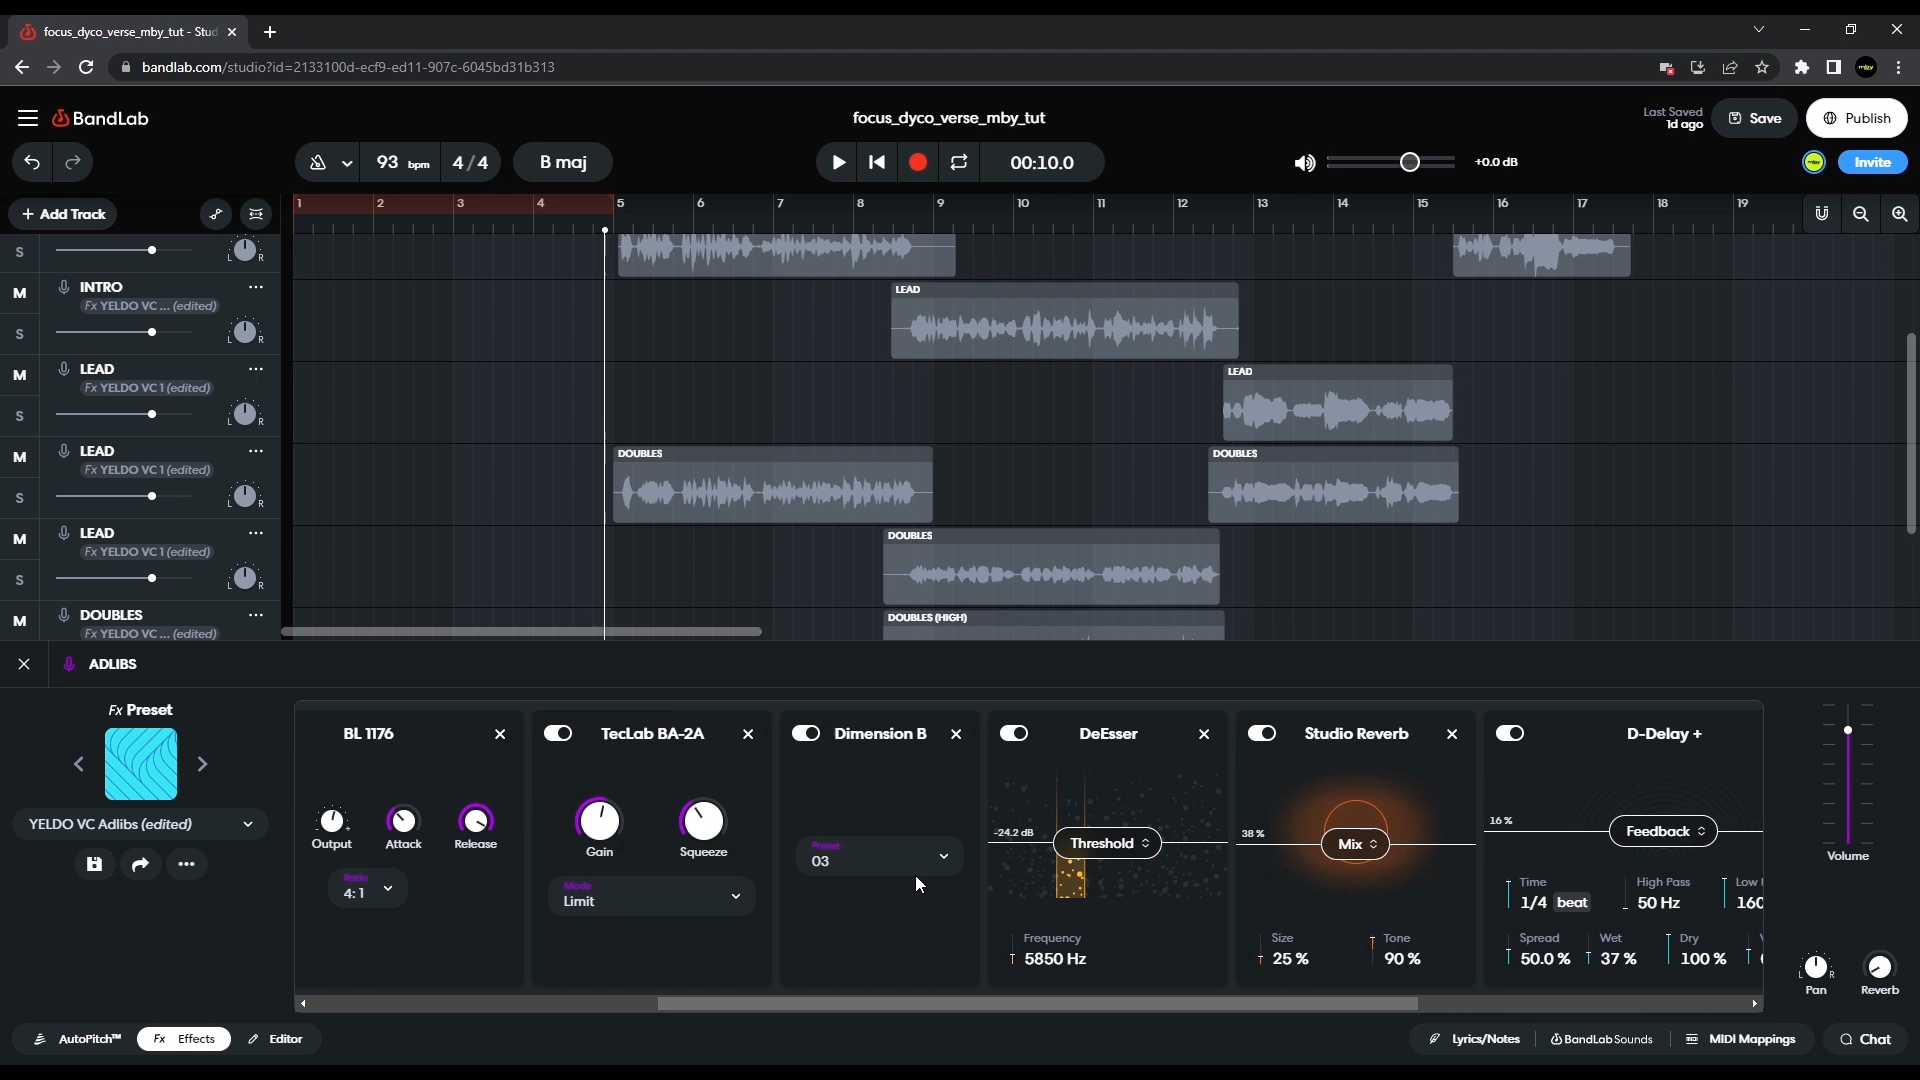 focus_dyco_verse_mby_tut - Stud
bandlab.com/studio?id=2133100d-ecf9-ed11-907c-6045bd31b313
BandLab
focus_dyco_verse_mby_tut
Last Saved
1d ago
Save
Publish
93 bpm
4/4
B maj
00:10.0
+0.0 dB
Invite
+ Add Track
1 2 3 4 5 6 7 8 9 10 11 12 13 14 15 16 17 18 19
S
L R
M INTRO
Fx YELDO VC ... (edited)
S
L R
LEAD
M LEAD
Fx YELDO VC 1 (edited)
S
L R
LEAD
M LEAD
Fx YELDO VC 1 (edited)
S
L R
DOUBLES
DOUBLES
M LEAD
Fx YELDO VC 1 (edited)
S
L R
DOUBLES
M DOUBLES
Fx YELDO VC ... (edited)
DOUBLES (HIGH)
ADLIBS
Fx Preset
YELDO VC Adlibs (edited)
BL 1176
Output
Attack
Release
Ratio
4:1
TecLab BA-2A
Gain
Squeeze
Mode
Limit
Dimension B
Preset
03
DeEsser
-24.2 dB
Threshold
Frequency
5850 Hz
Studio Reverb
38 %
Mix
Size
25 %
Tone
90 %
D-Delay +
16 %
Feedback
Time
1/4 beat
High Pass
50 Hz
Low
160
Spread
50.0 %
Wet
37 %
Dry
100 %
Volume
L R
Pan
Reverb
AutoPitch™
Fx Effects
Editor
Lyrics/Notes
BandLab Sounds
MIDI Mappings
Chat